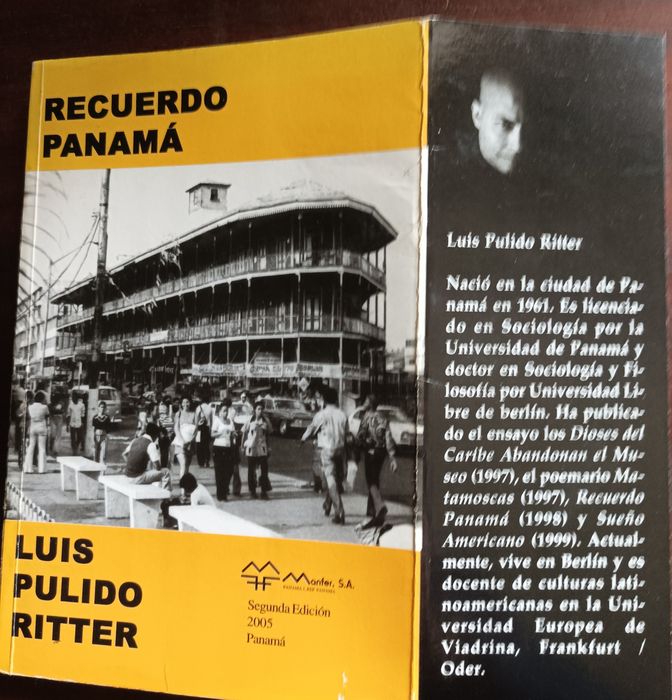 RECUERDO
PANAMÁ
LUIS
PULIDO
RITTER
Manfer, S.A.
Segunda Edición
2005
Panamá
Luis Pulido Ritter
Nació en la ciudad de Pa-
namá en 1961. Es licencia-
do en Sociología por la
Universidad de Panamá y
doctor en Sociología y Fi-
losofía por Universidad Li-
bre de berlín. Ha publica-
do el ensayo los Dioses del
Caribe Abandonan el Mu-
seo (1997), el poemario Ma-
tamoscas (1997), Recuerdo
Panamá (1998) y Sueño
Americano (1999). Actual-
mente, vive en Berlín y es
docente de culturas lati-
noamericanas en la Uni-
versidad Europea de
Viadrina, Frankfurt /
Oder.